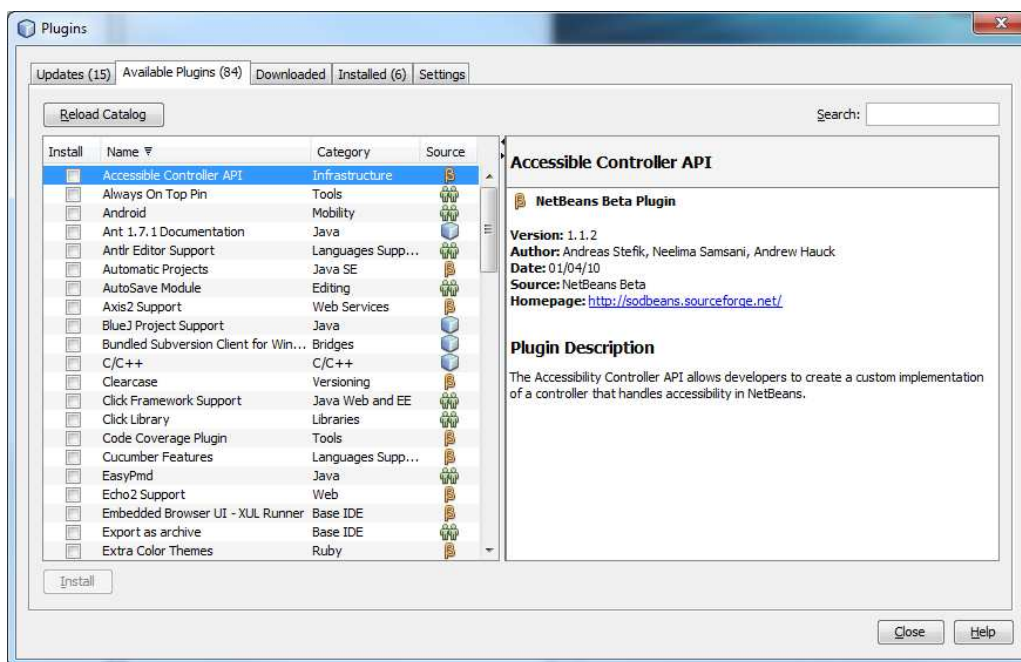 Plugins
Updates (15) Available Plugins (84) Downloaded Installed (6) Settings
Reload Catalog Search:
Install Name Category Source
Accessible Controller API Infrastructure β
Always On Top Pin Tools
Android Mobility
Ant 1.7.1 Documentation Java
Antlr Editor Support Languages Supp...
Automatic Projects Java SE β
AutoSave Module Editing
Axis2 Support Web Services β
BlueJ Project Support Java
Bundled Subversion Client for Win... Bridges
C/C++ C/C++
Clearcase Versioning β
Click Framework Support Java Web and EE
Click Library Libraries
Code Coverage Plugin Tools β
Cucumber Features Languages Supp... β
EasyPmd Java
Echo2 Support Web β
Embedded Browser UI - XUL Runner Base IDE β
Export as archive Base IDE
Extra Color Themes Ruby β
Accessible Controller API
β NetBeans Beta Plugin
Version: 1.1.2
Author: Andreas Stefik, Neelima Samsani, Andrew Hauck
Date: 01/04/10
Source: NetBeans Beta
Homepage: http://sodbeans.sourceforge.net/
Plugin Description
The Accessibility Controller API allows developers to create a custom implementation
of a controller that handles accessibility in NetBeans.
Install
Close Help